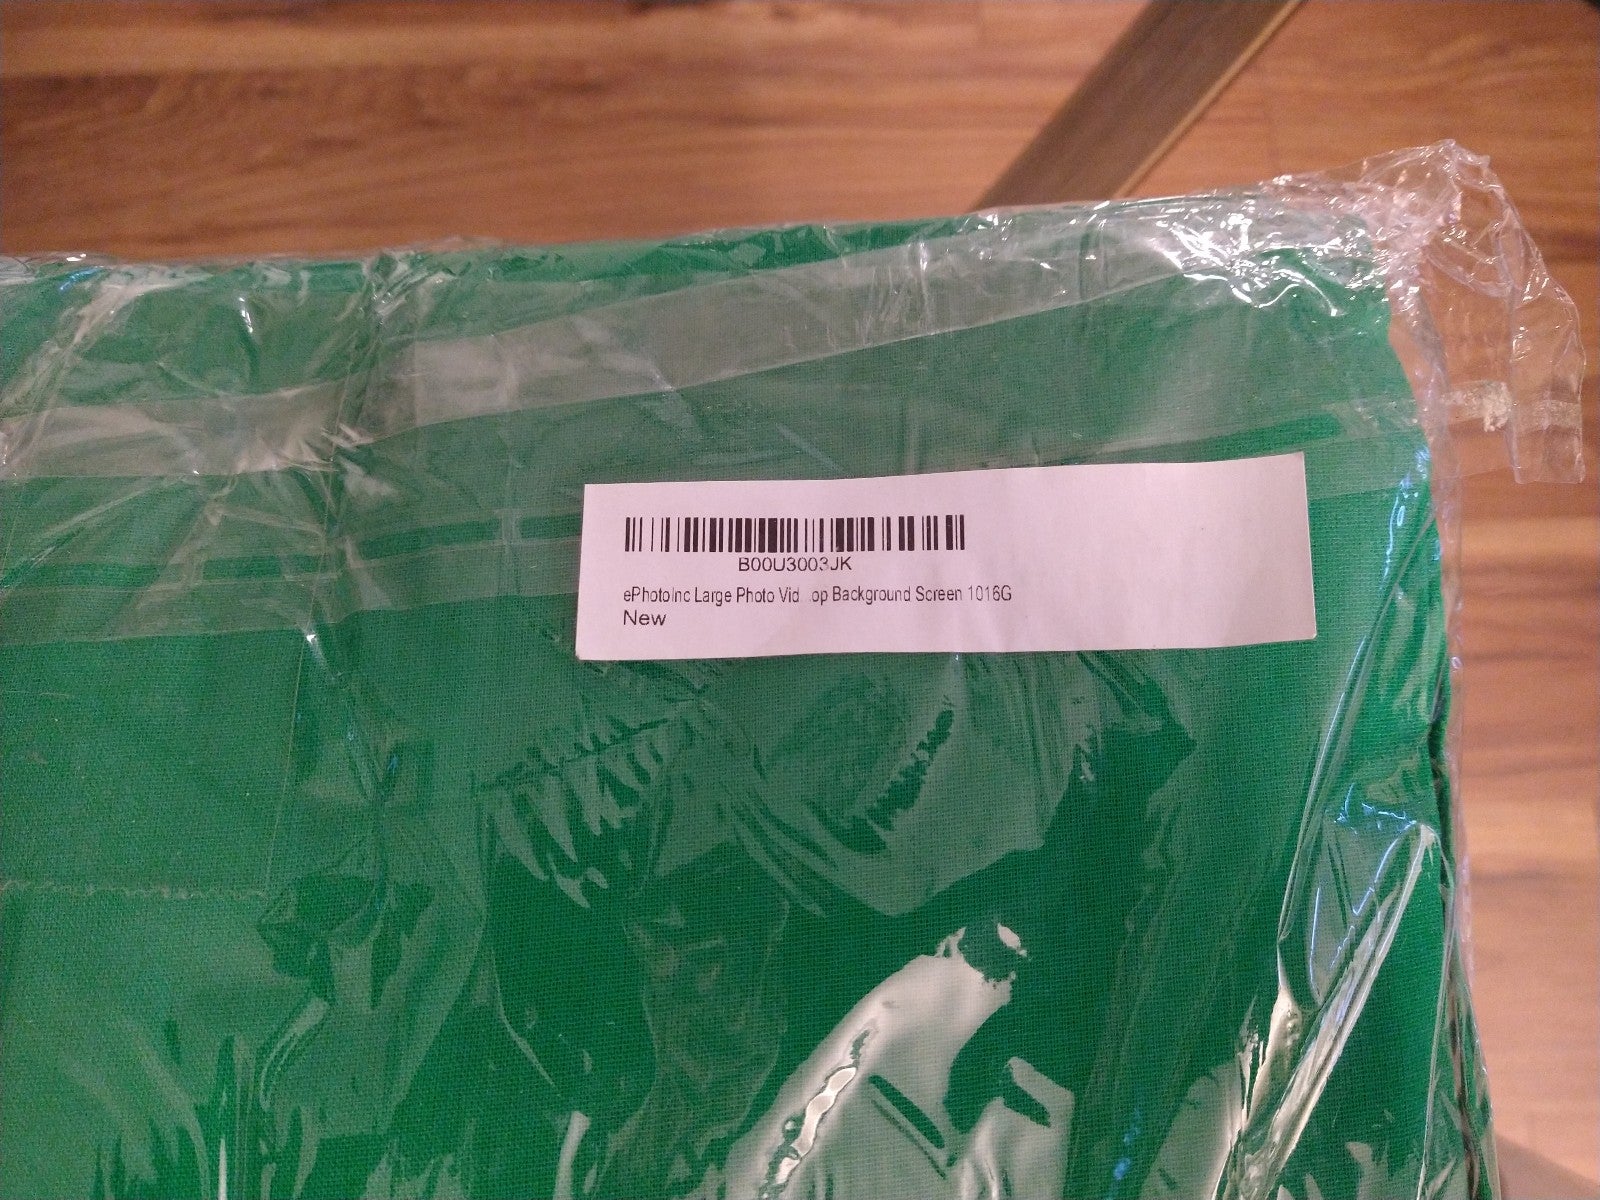 B00U3003JK
ePhotoInc Large Photo Vid...op Background Screen 1016G
New